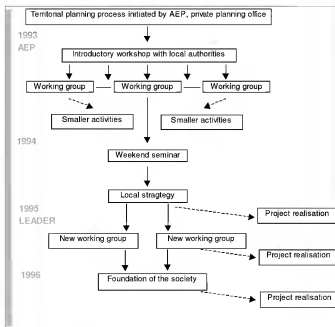 Territorial planning process initiated by AEP, private planning office
1993
AEP
Introductory workshop with local authorities
Working group
Working group
Working group
Smaller activities
Smaller activities
1994
Weekend seminar
Local stragtegy
1995
LEADER
Project realisation
New working group
New working group
Project realisation
1996
Foundation of the society
Project realisation